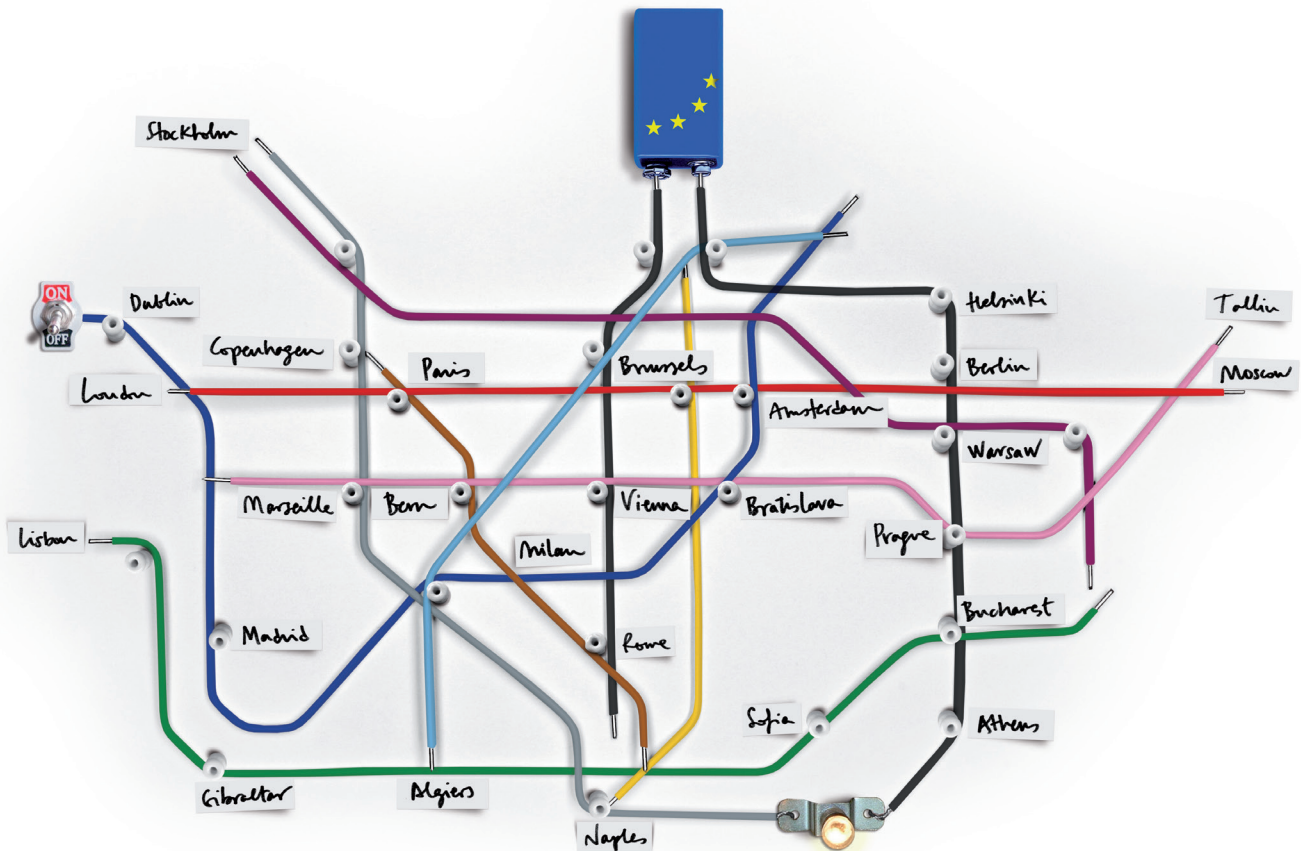 Stockholm
ON
OFF
Dublin
Helsinki
Tallin
Copenhagen
Paris
Brussels
Berlin
Moscow
London
Amsterdam
Warsaw
Marseille
Bern
Vienna
Bratislava
Lisbon
Milan
Prague
Madrid
Rome
Bucharest
Sofia
Athens
Gibraltar
Algiers
Naples